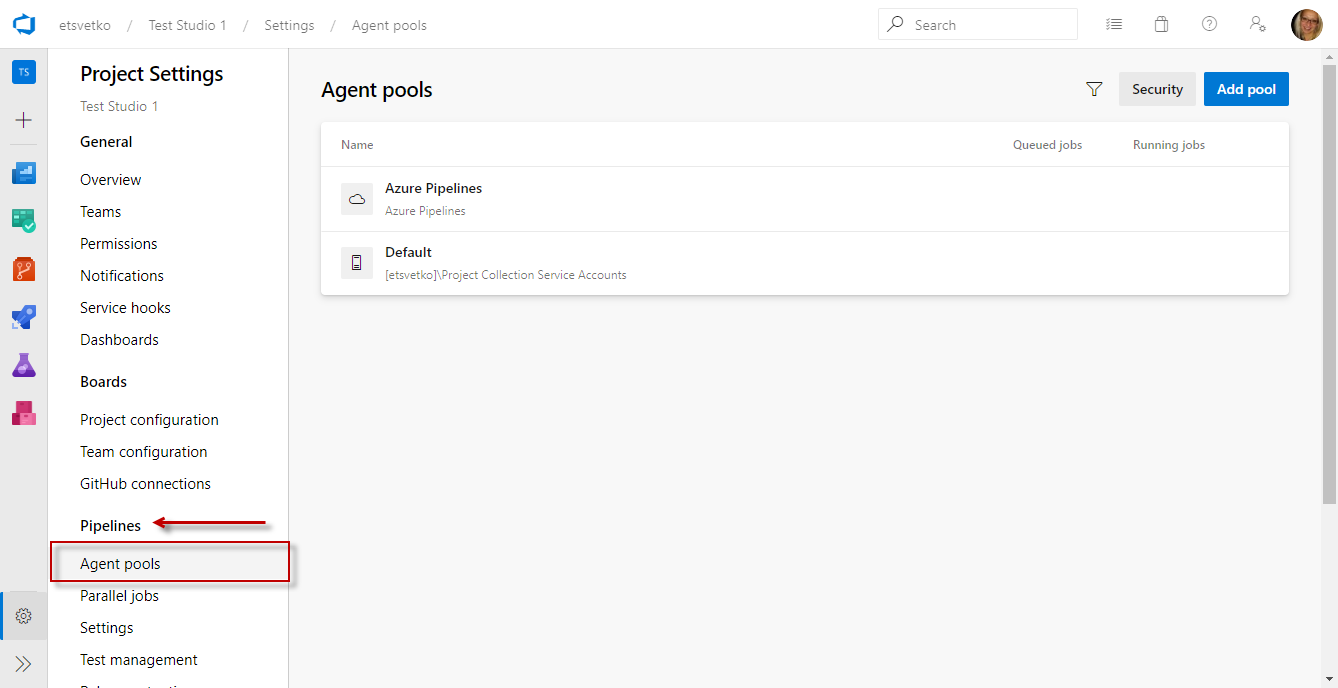 etsvetko / Test Studio 1 / Settings / Agent pools
Search
TS
Project Settings
Test Studio 1
General
Overview
Teams
Permissions
Notifications
Service hooks
Dashboards
Boards
Project configuration
Team configuration
GitHub connections
Pipelines
Agent pools
Parallel jobs
Settings
Test management
Agent pools
Security
Add pool
Name Queued jobs Running jobs
Azure Pipelines
Azure Pipelines
Default
[etsvetko]\Project Collection Service Accounts